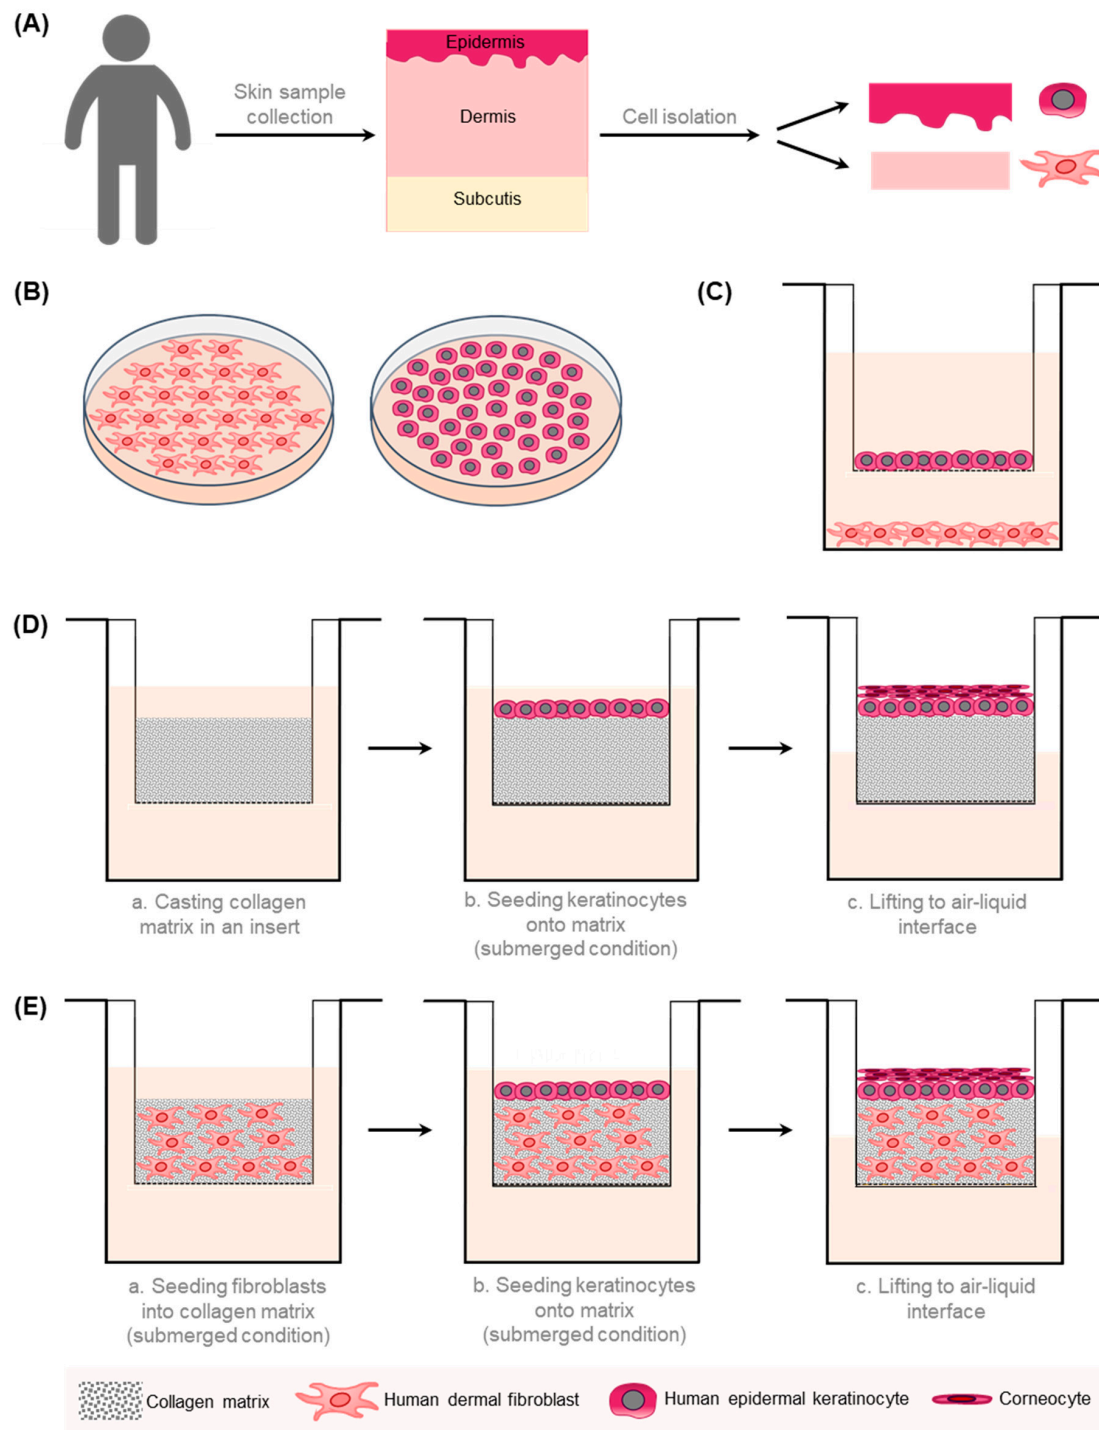 (A)
Skin sample
collection
Epidermis
Dermis
Subcutis
Cell isolation
(B)
(C)
(D)
a. Casting collagen
matrix in an insert
b. Seeding keratinocytes
onto matrix
(submerged condition)
c. Lifting to air-liquid
interface
(E)
a. Seeding fibroblasts
into collagen matrix
(submerged condition)
b. Seeding keratinocytes
onto matrix
(submerged condition)
c. Lifting to air-liquid
interface
Collagen matrix
Human dermal fibroblast
Human epidermal keratinocyte
Corneocyte